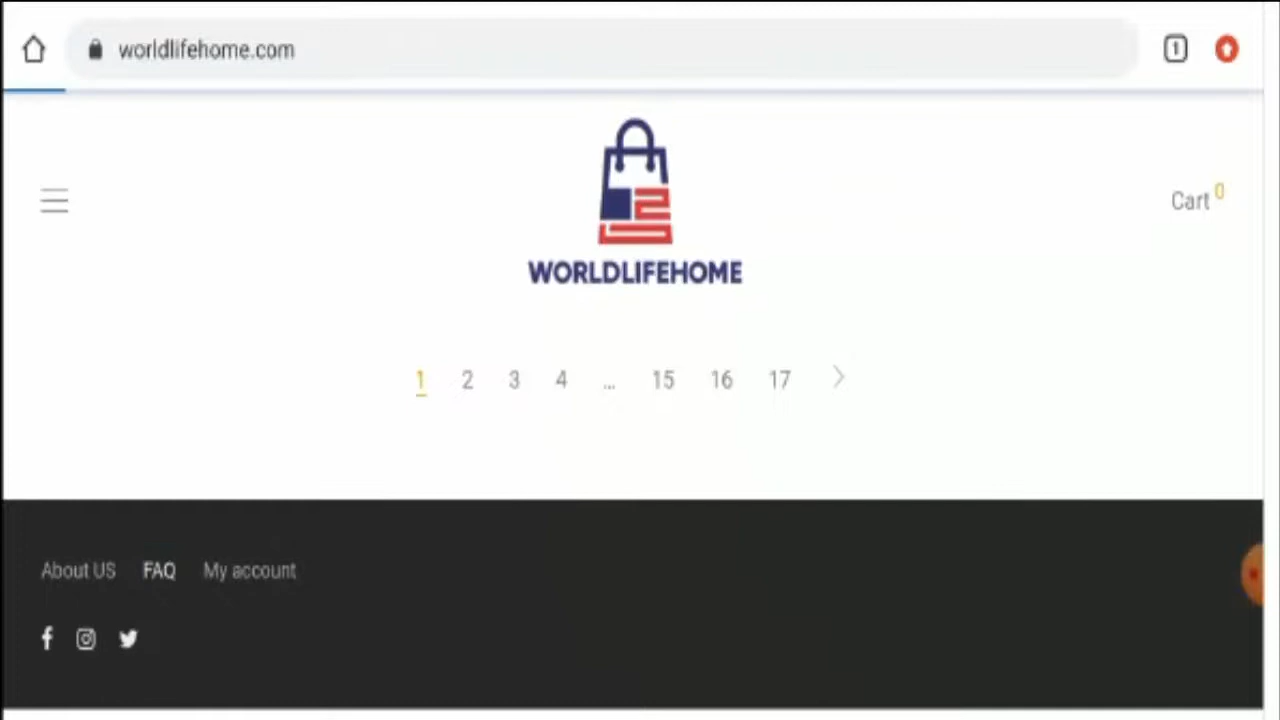 worldlifehome.com
1
Cart 0
WORLDLIFEHOME
1 2 3 4 ... 15 16 17
About US FAQ My account